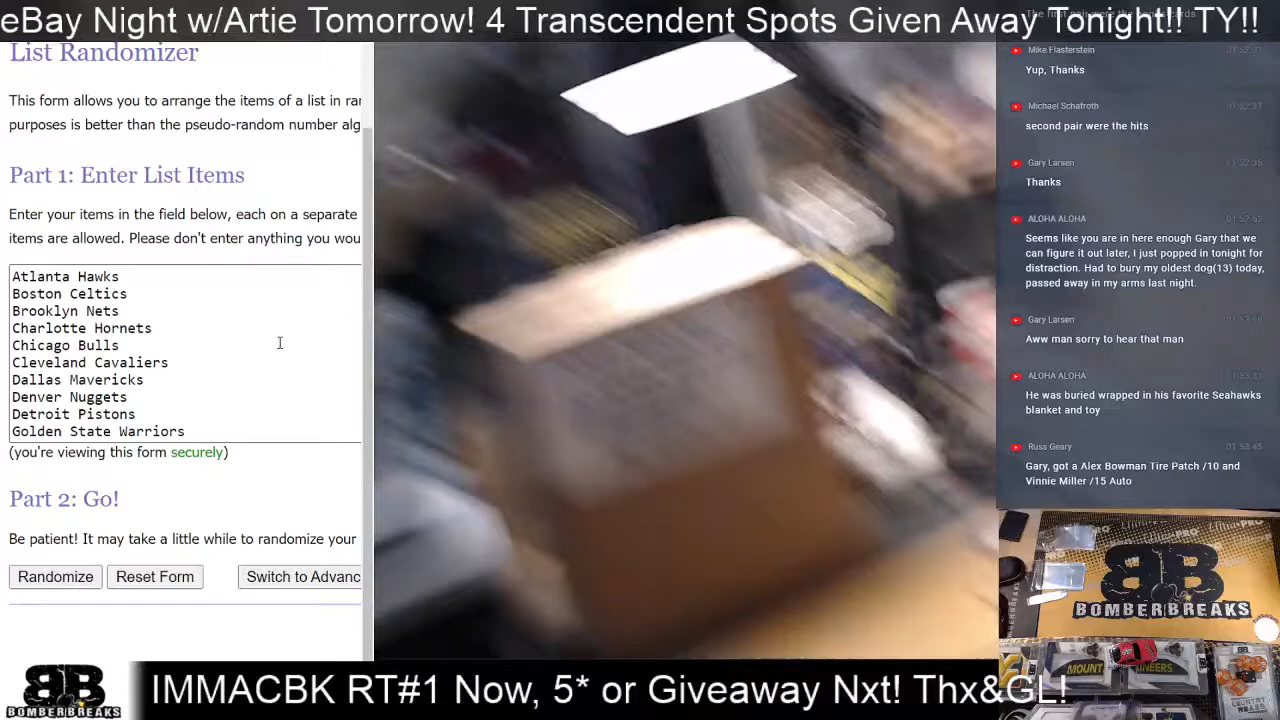 eBay Night w/Artie Tomorrow! 4 Transcendent Spots Given Away Tonight!! TY!!
List Randomizer
This form allows you to arrange the items of a list in rar
purposes is better than the pseudo-random number alg
Part 1: Enter List Items
Enter your items in the field below, each on a separate
items are allowed. Please don't enter anything you wou
Atlanta Hawks
Boston Celtics
Brooklyn Nets
Charlotte Hornets
Chicago Bulls
Cleveland Cavaliers
Dallas Mavericks
Denver Nuggets
Detroit Pistons
Golden State Warriors
(you're viewing this form securely)
Part 2: Go!
Be patient! It may take a little while to randomize your
Randomize
Reset Form
Switch to Advanc
Mike Flasterstein
Yup, Thanks
Michael Schafroth
second pair were the hits
Gary Larsen
Thanks
ALOHA ALOHA
Seems like you are in here enough Gary that we
can figure it out later, I just popped in tonight for
distraction. Had to bury my oldest dog(13) today,
passed away in my arms last night.
Gary Larsen
Aww man sorry to hear that man
ALOHA ALOHA
He was buried wrapped in his favorite Seahawks
blanket and toy
Russ Geary
01:53:45
Gary, got a Alex Bowman Tire Patch /10 and
Vinnie Miller /15 Auto
BOMBERBREAKS
MOUNT
NEERS
COUNTRY
ROADS
BOMBERBREAKS
IMMACBK RT#1 Now, 5* or Giveaway Nxt! Thx&GL!